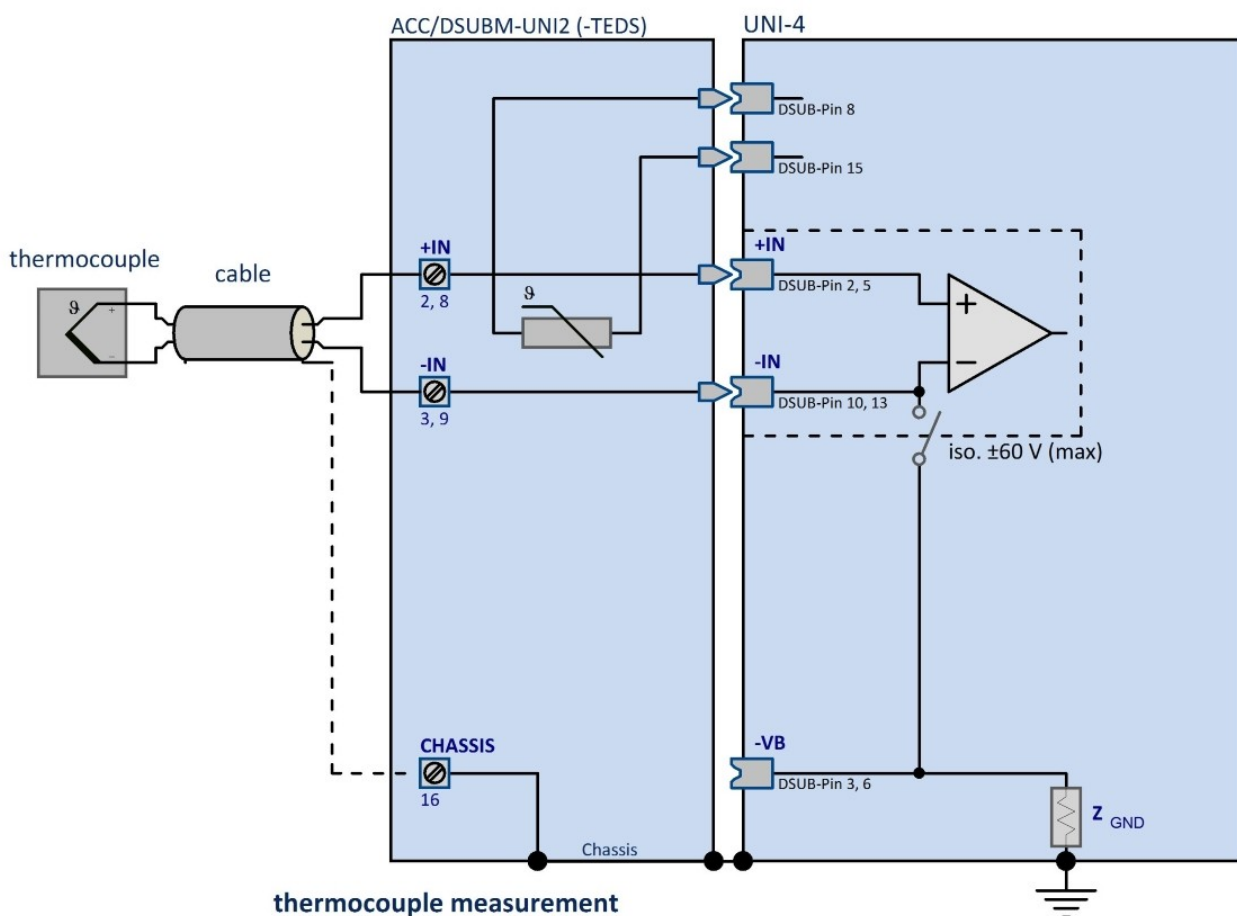 ACC/DSUBM-UNI2 (-TEDS)
UNI-4
DSUB-Pin 8
DSUB-Pin 15
thermocouple
cable
ϑ
+
−
+IN
2, 8
ϑ
+IN
DSUB-Pin 2, 5
+
−
-IN
3, 9
-IN
DSUB-Pin 10, 13
iso. ±60 V (max)
CHASSIS
16
-VB
DSUB-Pin 3, 6
Z GND
Chassis
thermocouple measurement